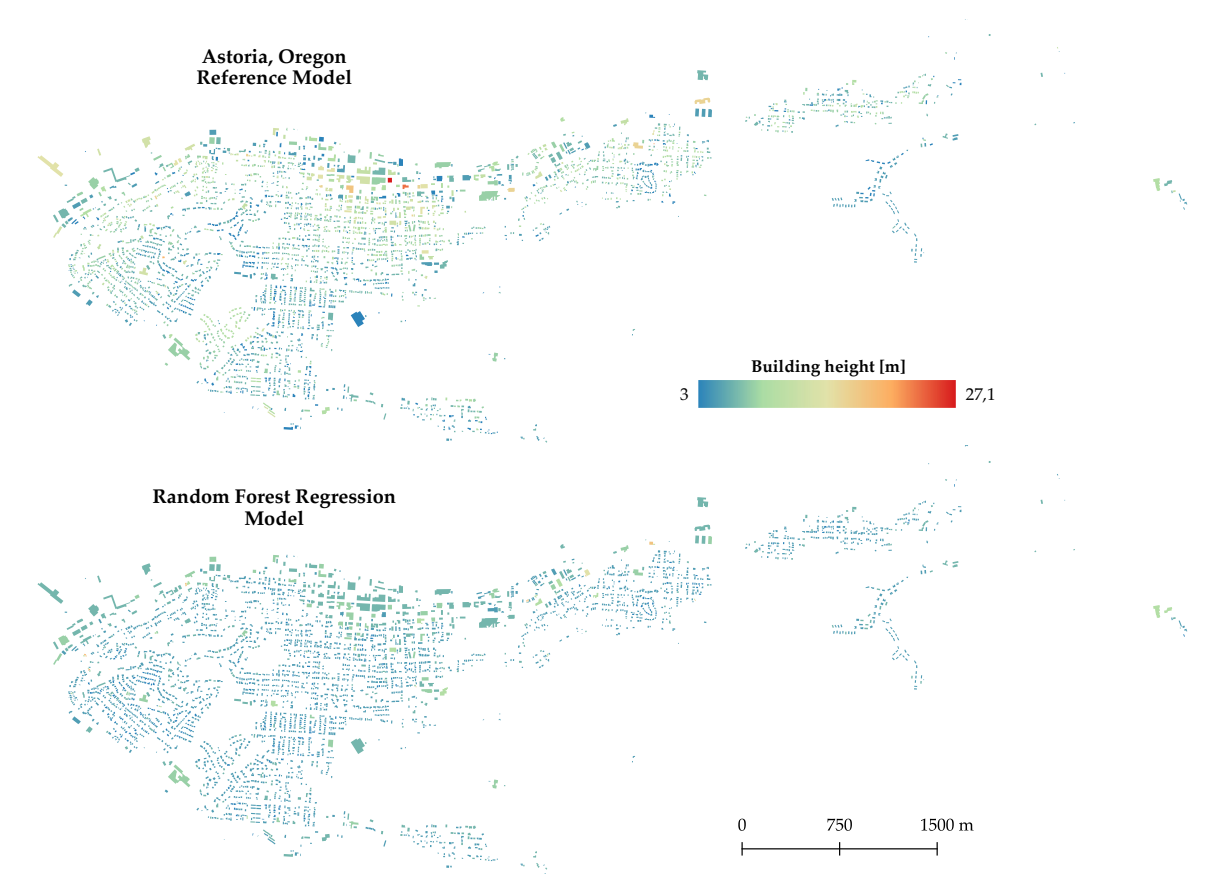 Astoria, Oregon
Reference Model
Building height [m]
3 27,1
Random Forest Regression
Model
0 750 1500 m